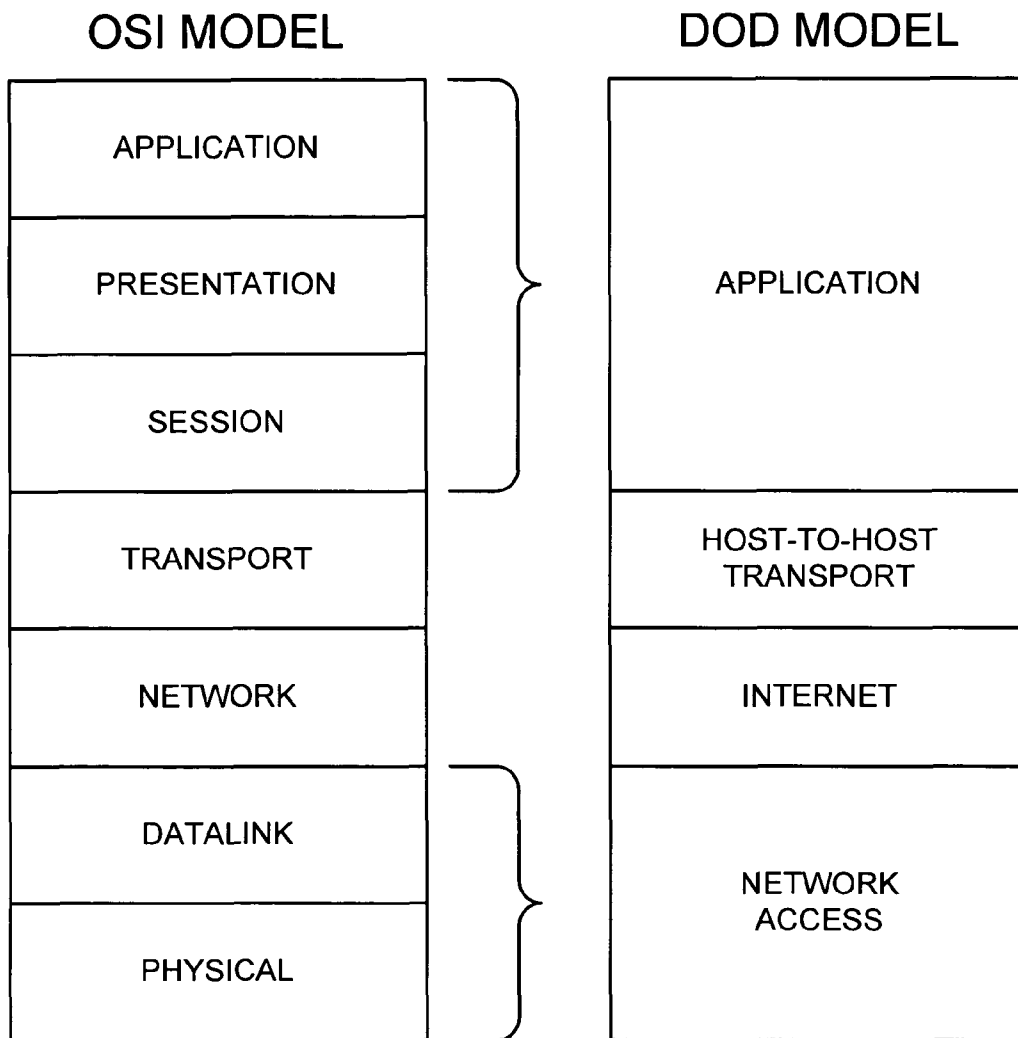 OSI MODEL
APPLICATION
PRESENTATION
SESSION
TRANSPORT
NETWORK
DATALINK
PHYSICAL
DOD MODEL
APPLICATION
HOST-TO-HOST
TRANSPORT
INTERNET
NETWORK
ACCESS